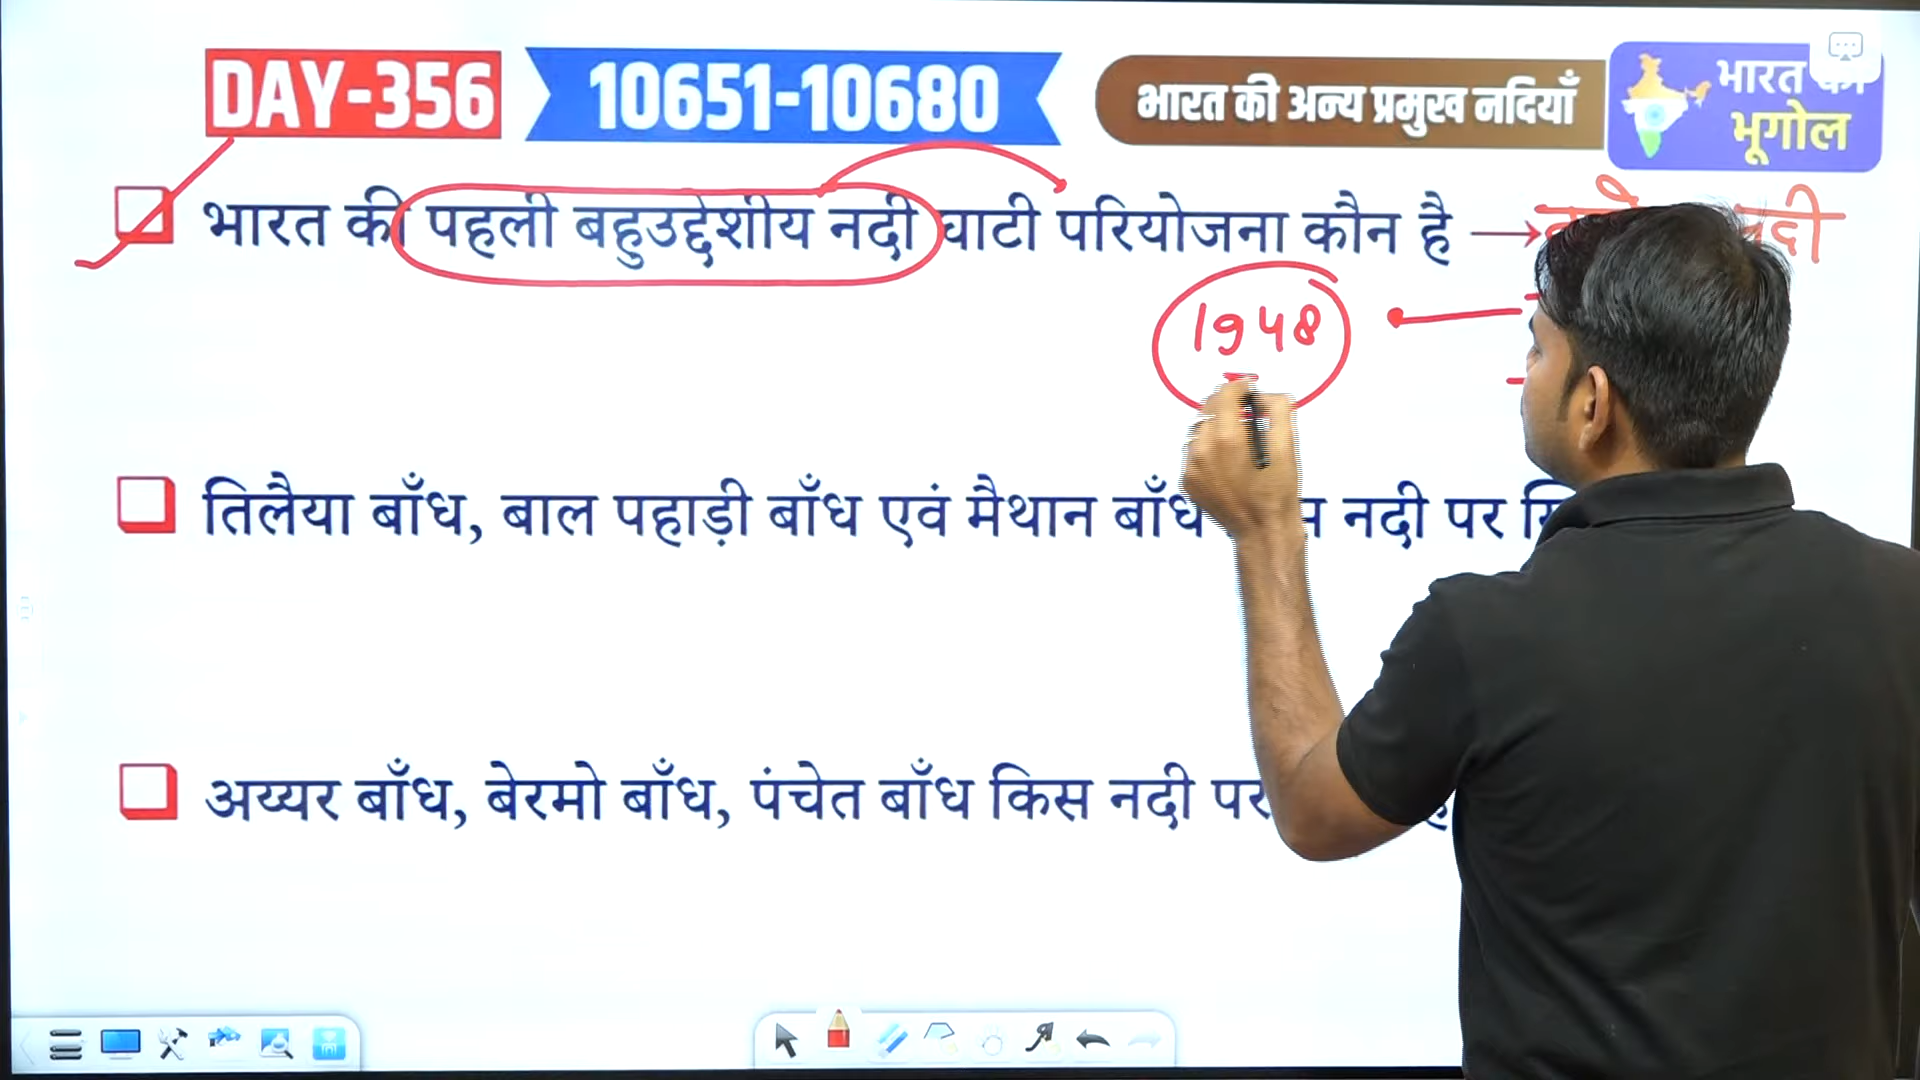 DAY-356 10651-10680 भारत की अन्य प्रमुख नदियाँ भारत का
भूगोल
भारत की पहली बहुउद्देशीय नदी घाटी परियोजना कौन है → नदी
1948
तिलैया बाँध, बाल पहाड़ी बाँध एवं मैथान बाँध नदी पर
अय्यर बाँध, बेरमो बाँध, पंचेत बाँध किस नदी पर